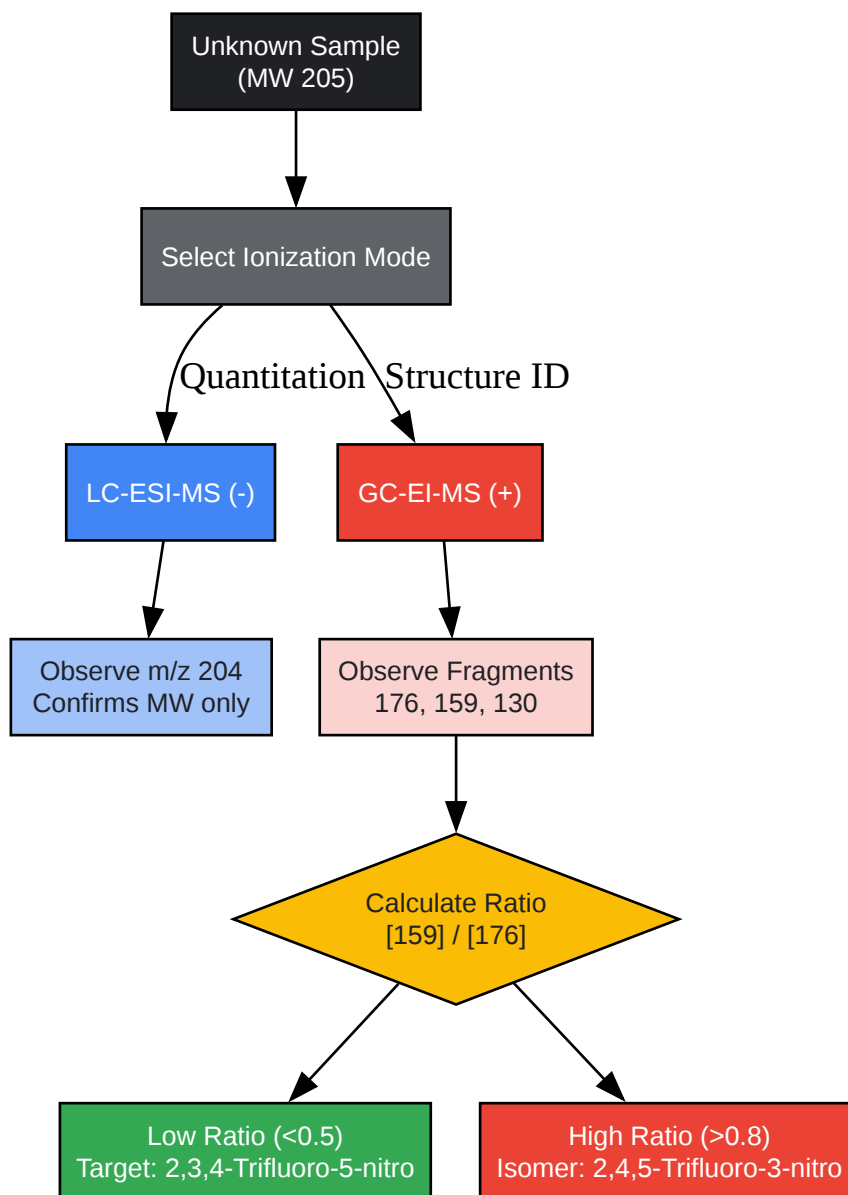 Unknown Sample
(MW 205)
Select Ionization Mode
Quantitation
Structure ID
LC-ESI-MS (-)
GC-EI-MS (+)
Observe m/z 204
Confirms MW only
Observe Fragments
176, 159, 130
Calculate Ratio
[159] / [176]
Low Ratio (<0.5)
Target: 2,3,4-Trifluoro-5-nitro
High Ratio (>0.8)
Isomer: 2,4,5-Trifluoro-3-nitro